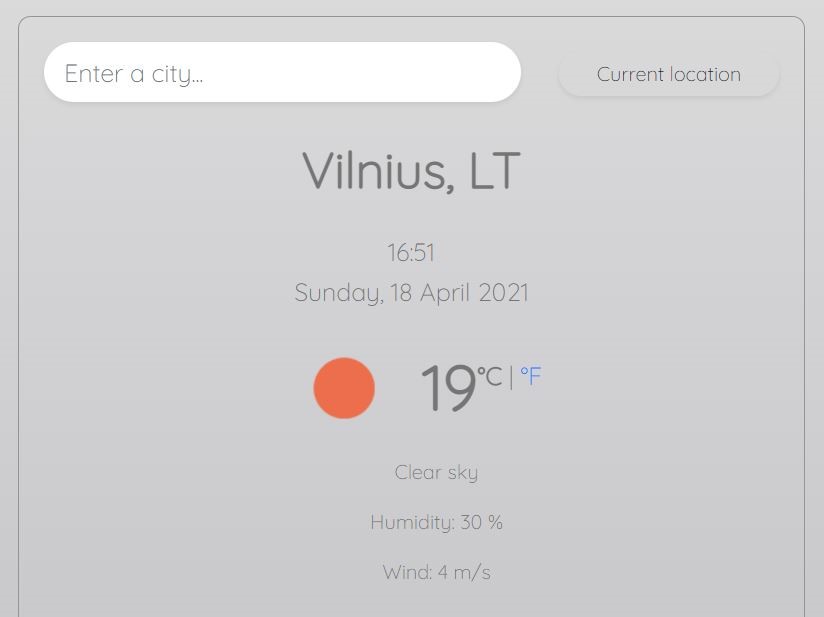 Enter a city...
Current location
Vilnius, LT
16:51
Sunday, 18 April 2021
19°C | °F
Clear sky
Humidity: 30 %
Wind: 4 m/s